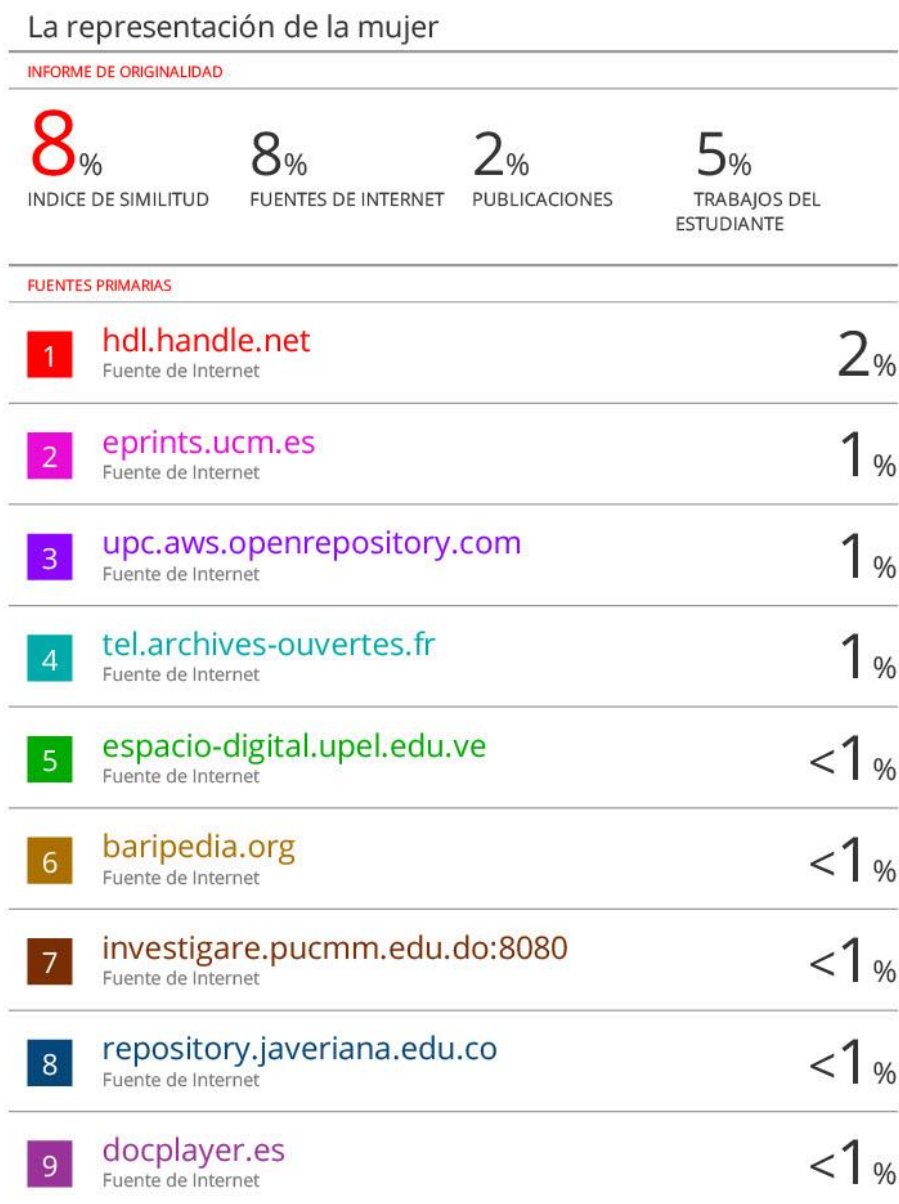 La representación de la mujer
INFORME DE ORIGINALIDAD
8%
8%
2%
5%
INDICE DE SIMILITUD
FUENTES DE INTERNET
PUBLICACIONES
TRABAJOS DEL
ESTUDIANTE
FUENTES PRIMARIAS
1
hdl.handle.net
Fuente de Internet
2%
2
eprints.ucm.es
Fuente de Internet
1%
3
upc.aws.openrepository.com
Fuente de Internet
1%
4
tel.archives-ouvertes.fr
Fuente de Internet
1%
5
espacio-digital.upel.edu.ve
Fuente de Internet
<1%
6
baripedia.org
Fuente de Internet
<1%
7
investigare.pucmm.edu.do:8080
Fuente de Internet
<1%
8
repository.javeriana.edu.co
Fuente de Internet
<1%
9
docplayer.es
Fuente de Internet
<1%